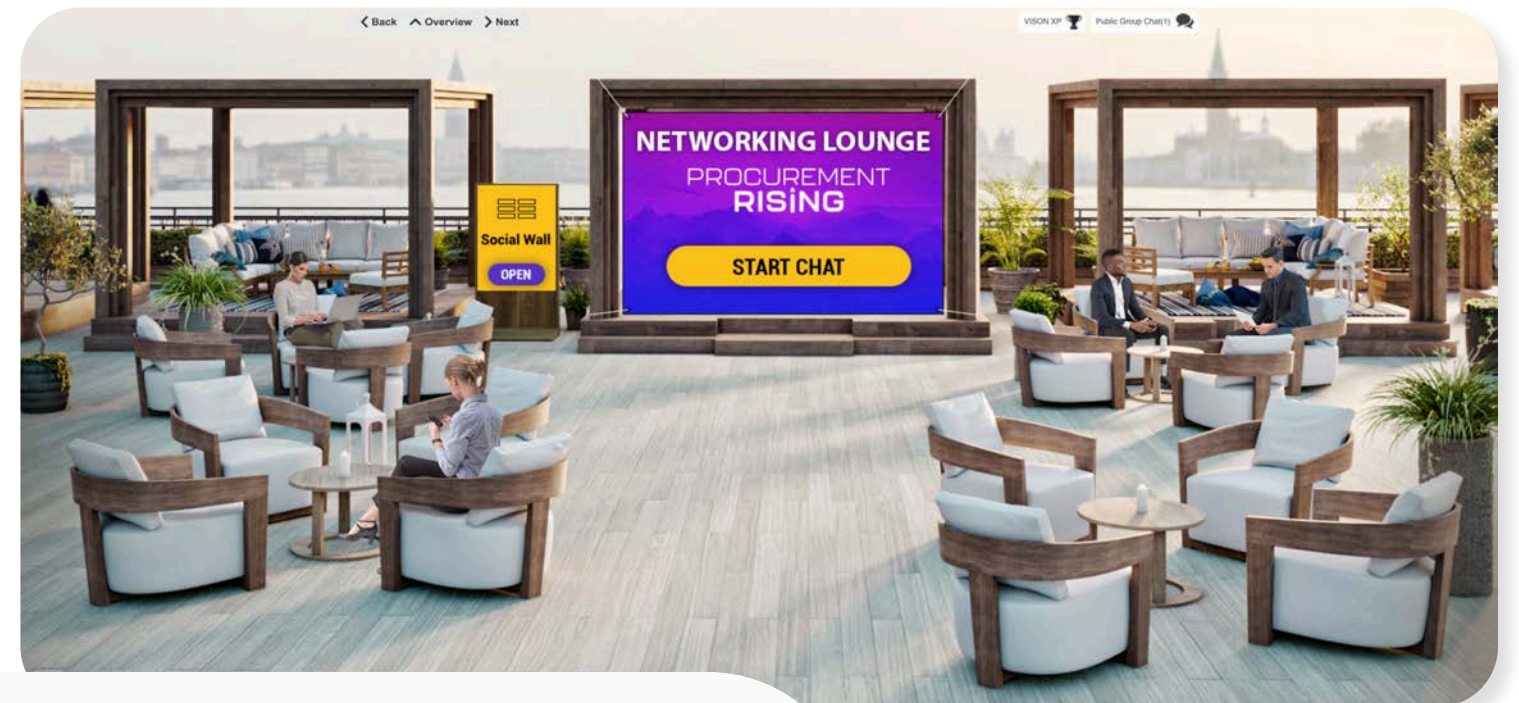 Back Overview Next
VISON XP Public Group Chat(1)
NETWORKING LOUNGE
PROCUREMENT
RISiNG
START CHAT
Social Wall
OPEN